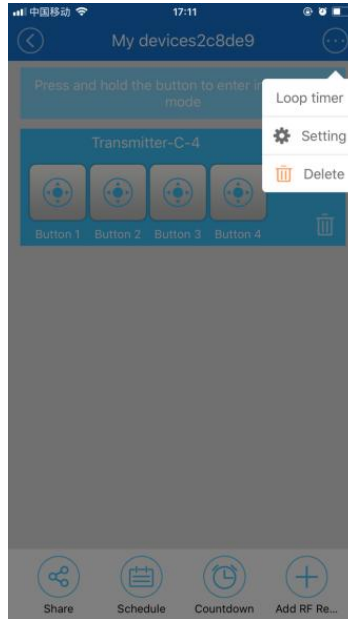 中国移动 17:11
My devices2c8de9
Press and hold the button to enter i
mode
Loop timer
Setting
Delete
Transmitter-C-4
Button 1 Button 2 Button 3 Button 4
Share Schedule Countdown Add RF Re...